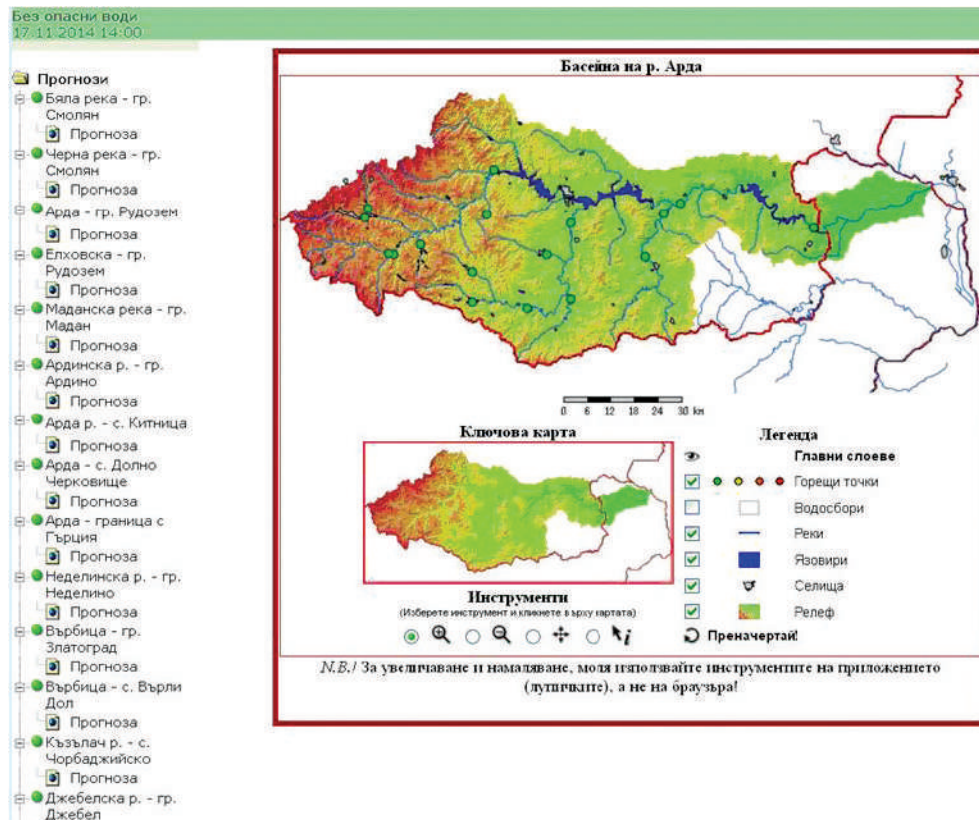 Без опасни води
17.11.2014 14:00
Прогнози
Бяла река - гр.
Смолян
Прогноза
Черна река - гр.
Смолян
Прогноза
Арда - гр. Рудозем
Прогноза
Елховска - гр.
Рудозем
Прогноза
Маданска река - гр.
Мадан
Прогноза
Ардинска р. - гр.
Ардино
Прогноза
Арда р. - с. Китница
Прогноза
Арда - с. Долно
Черковище
Прогноза
Арда - граница с
Гърция
Прогноза
Неделинска р. - гр.
Неделино
Прогноза
Върбица - гр.
Златоград
Прогноза
Върбица - с. Върли
Дол
Прогноза
Къзълач р. - с.
Чорбаджийско
Прогноза
Джебелска р. - гр.
Джебел
Басейна на р. Арда
0 6 12 18 24 30 км
Ключова карта
Инструменти
(Изберете инструмент и кликнете върху картата)
Легенда
Главни слоеве
Горещи точки
Водосбори
Реки
Язовири
Селища
Релеф
Преначертай!
N.B./ За увеличаване и намаляване, моля използвайте инструментите на приложението
(лупичките), а не на браузъра!